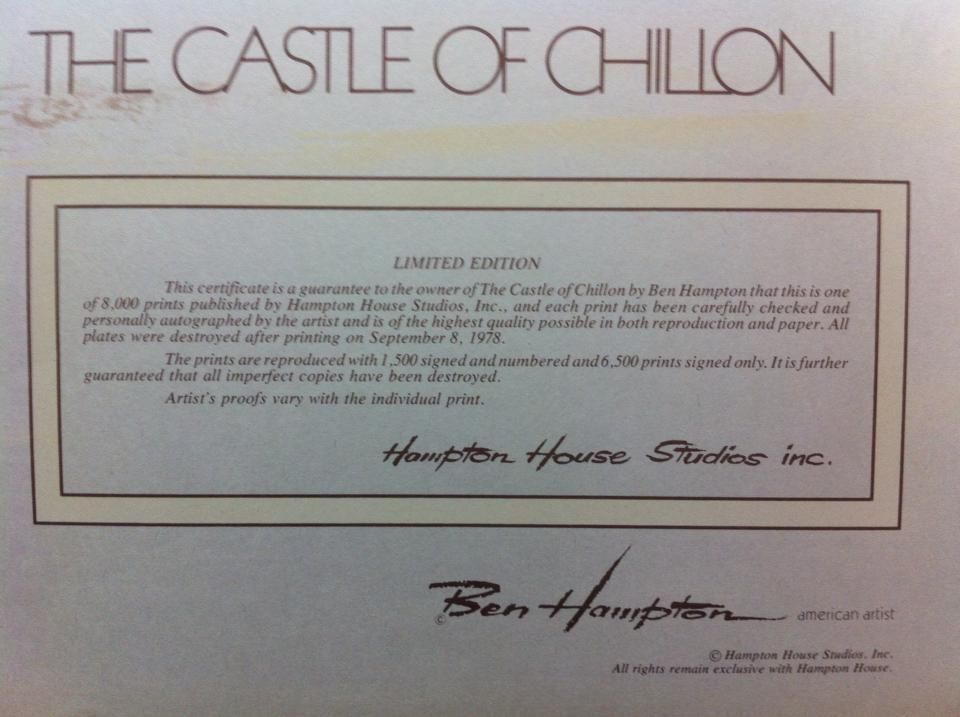 THE CASTLE OF CHILLON
LIMITED EDITION
This certificate is a guarantee to the owner of The Castle of Chillon by Ben Hampton that this is one
of 8,000 prints published by Hampton House Studios, Inc., and each print has been carefully checked and
personally autographed by the artist and is of the highest quality possible in both reproduction and paper. All
plates were destroyed after printing on September 8, 1978.
The prints are reproduced with 1,500 signed and numbered and 6,500 prints signed only. It is further
guaranteed that all imperfect copies have been destroyed.
Artist's proofs vary with the individual print.
Hampton House Studios inc.
© Ben Hampton american artist
© Hampton House Studios, Inc.
All rights remain exclusive with Hampton House.